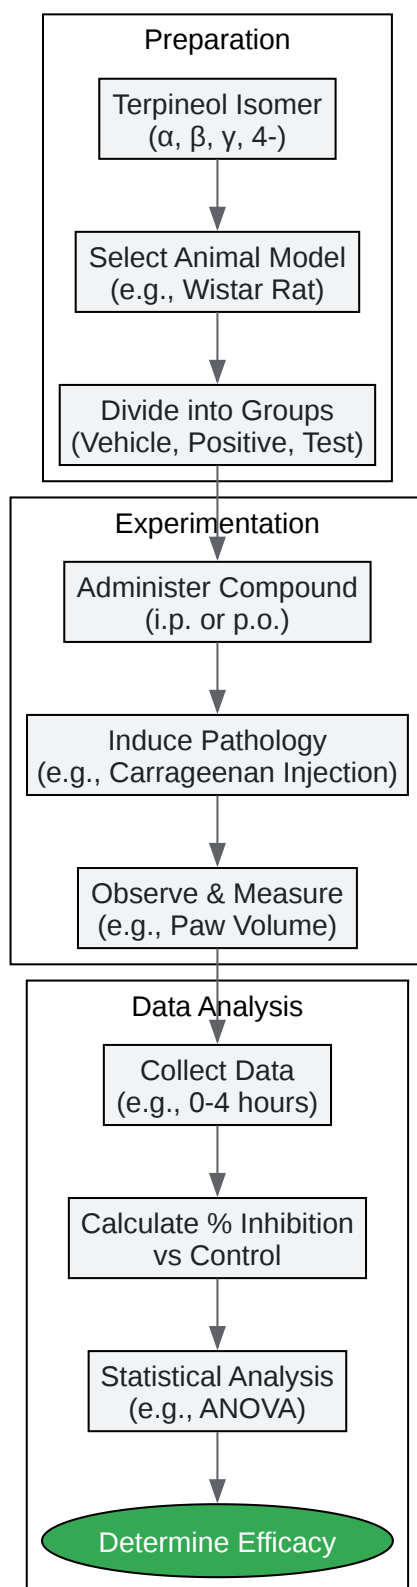 Preparation
Terpineol Isomer
(α, β, γ, 4-)
Select Animal Model
(e.g., Wistar Rat)
Divide into Groups
(Vehicle, Positive, Test)
Experimentation
Administer Compound
(i.p. or p.o.)
Induce Pathology
(e.g., Carrageenan Injection)
Observe & Measure
(e.g., Paw Volume)
Data Analysis
Collect Data
(e.g., 0-4 hours)
Calculate % Inhibition
vs Control
Statistical Analysis
(e.g., ANOVA)
Determine Efficacy